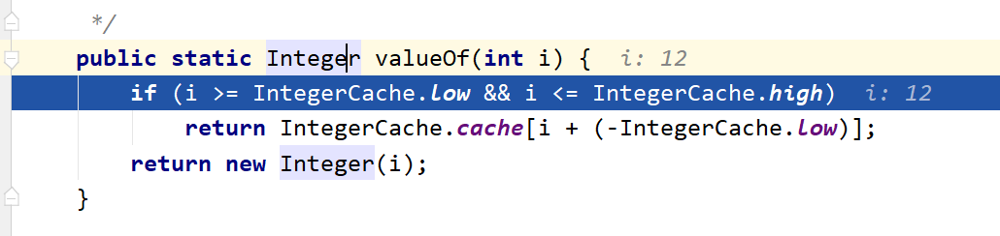 */
public static Integer valueOf(int i) { i: 12
if (i >= IntegerCache.low && i <= IntegerCache.high) i: 12
return IntegerCache.cache[i + (-IntegerCache.low)];
return new Integer(i);
}